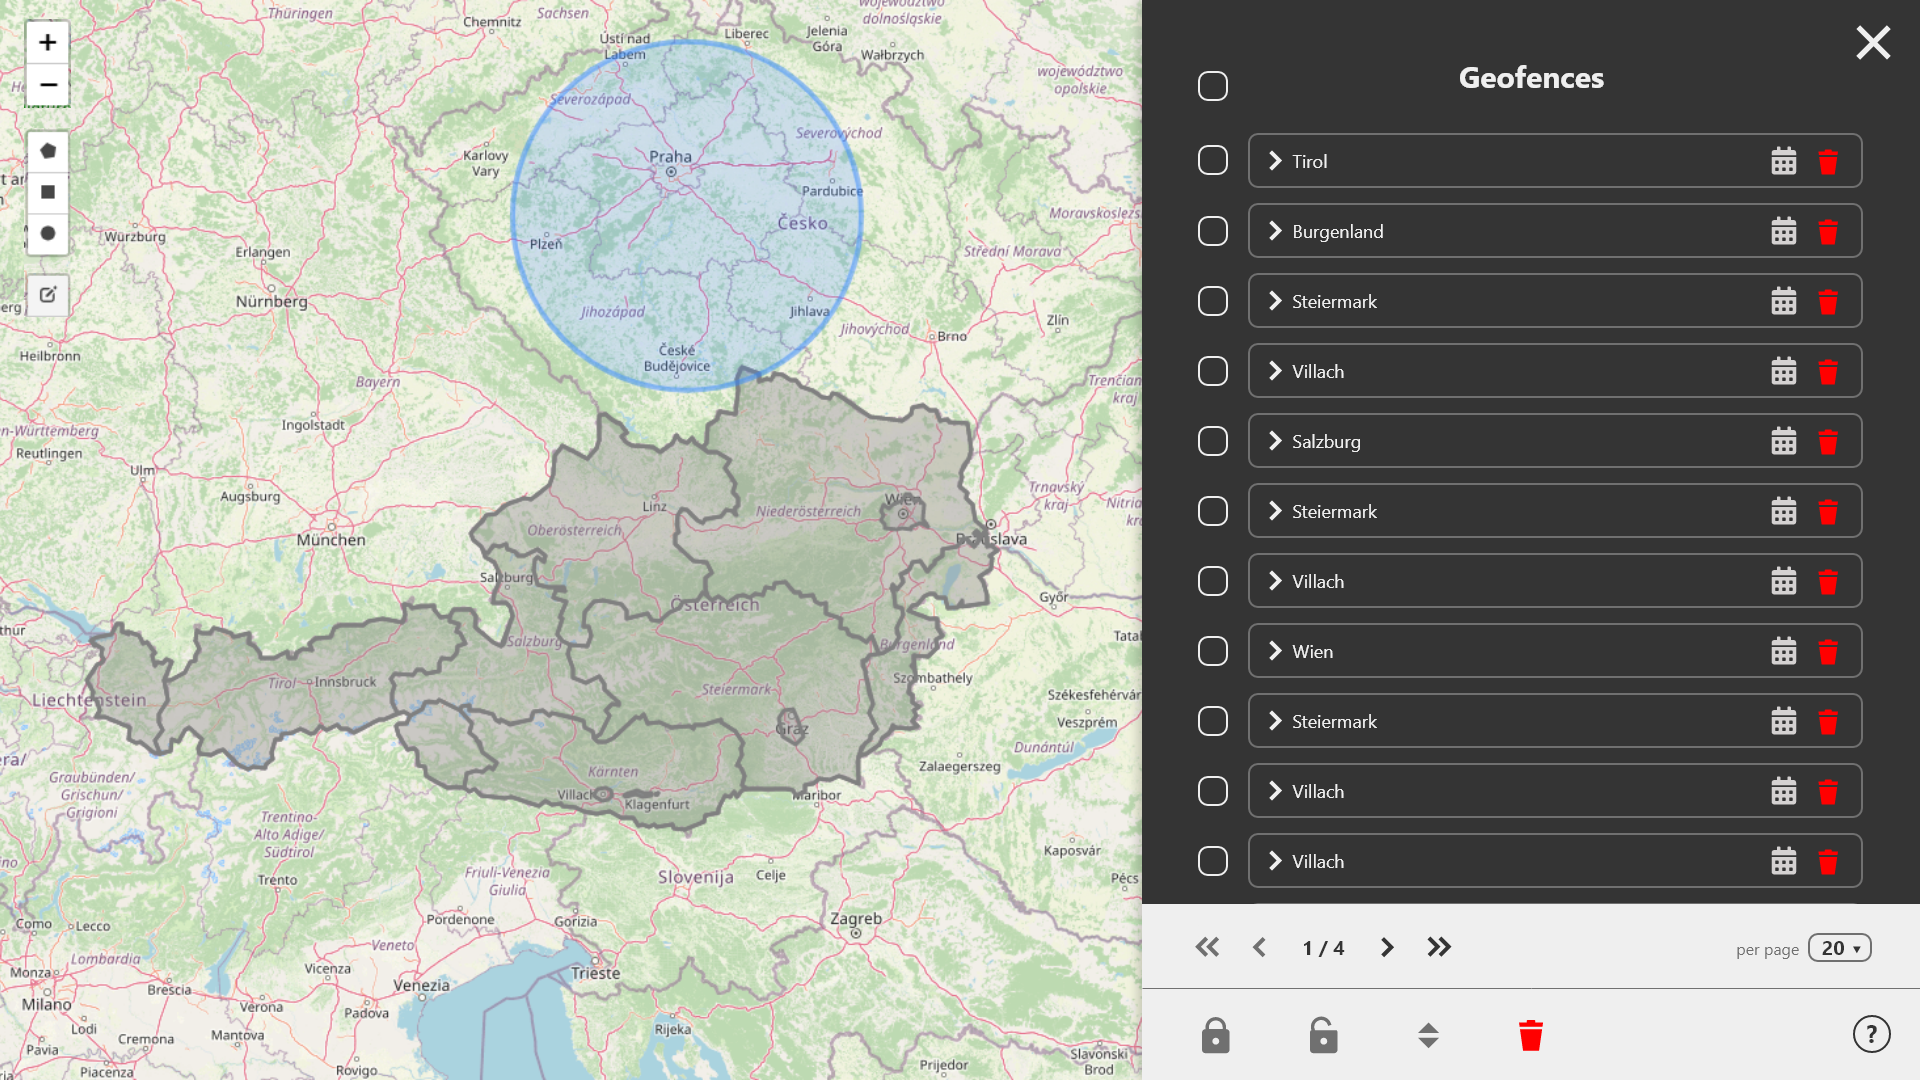 Geofences
Tirol
Burgenland
Steiermark
Villach
Salzburg
Steiermark
Villach
Wien
Steiermark
Villach
Villach
1 / 4
per page
20
?
+
−
Thüringen
Chemnitz
Sachsen
Ústí nad
Labem
Liberec
Jelenia
Góra
dolnośląskie
Wałbrzych
województwo
opolskie
Severozápad
Severovýchod
Karlovy
Vary
Praha
Pardubice
Česko
Moravskoslezs
Plzeň
Střední Morava
Würzburg
Erlangen
Nürnberg
Jihozápad
Jihlava
Jihovýchod
Zlín
Brno
České
Budějovice
Heilbronn
Bayern
Trenčian
kraj
Ingolstadt
n-Württemberg
Reutlingen
Ulm
Augsburg
Linz
Niederösterreich
Wien
Trnavský
kraj
Nitria
Oberösterreich
München
Bratislava
Salzburg
Österreich
Győr
thur
Tatal
Salzburg
Burgenland
Liechtenstein
Tirol
Innsbruck
Steiermark
Szombathely
Székesfehérvár
Graz
Veszprém
Dunántúl
Zalaegerszeg
Kärnten
Graubünden/
Grischun/
Grigioni
Villach
Klagenfurt
Maribor
Trentino-
Alto Adige/
Südtirol
Kaposvár
Trento
Friuli-Venezia
Giulia
Slovenija
Celje
Pécs
Como
Lecco
Pordenone
Gorizia
Zagreb
Lombardia
Veneto
Monza
Bergamo
Vicenza
Trieste
Brescia
Venezia
Milano
Verona
Padova
Lodi
Cremona
Mantova
Rijeka
Pavia
Piacenza
Rovigo
Prijedor
Slavonski
Brod